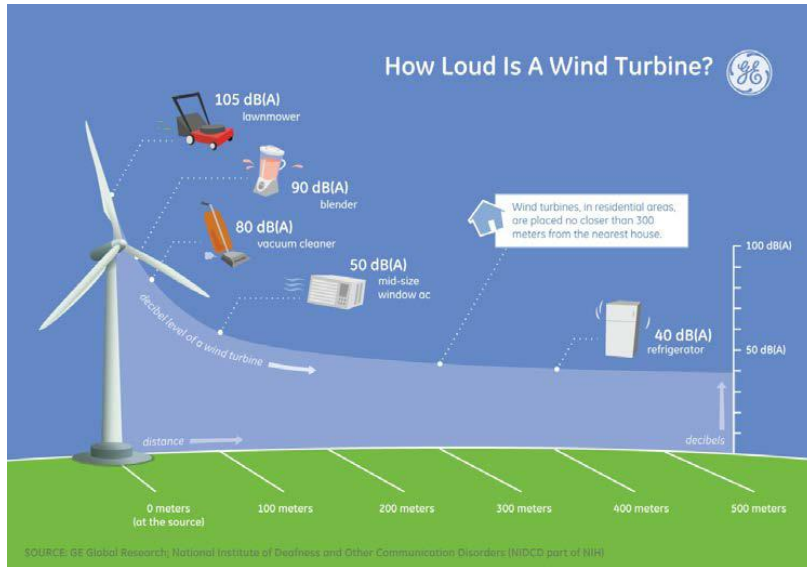 How Loud Is A Wind Turbine?
GE
105 dB(A)
lawnmower
90 dB(A)
blender
80 dB(A)
vacuum cleaner
50 dB(A)
mid-size
window ac
Wind turbines, in residential areas,
are placed no closer than 300
meters from the nearest house.
40 dB(A)
refrigerator
100 dB(A)
50 dB(A)
decibel level of a wind turbine
distance
decibels
0 meters
(at the source)
100 meters
200 meters
300 meters
400 meters
500 meters
SOURCE: GE Global Research; National Institute of Deafness and Other Communication Disorders (NIDCD part of NIH)